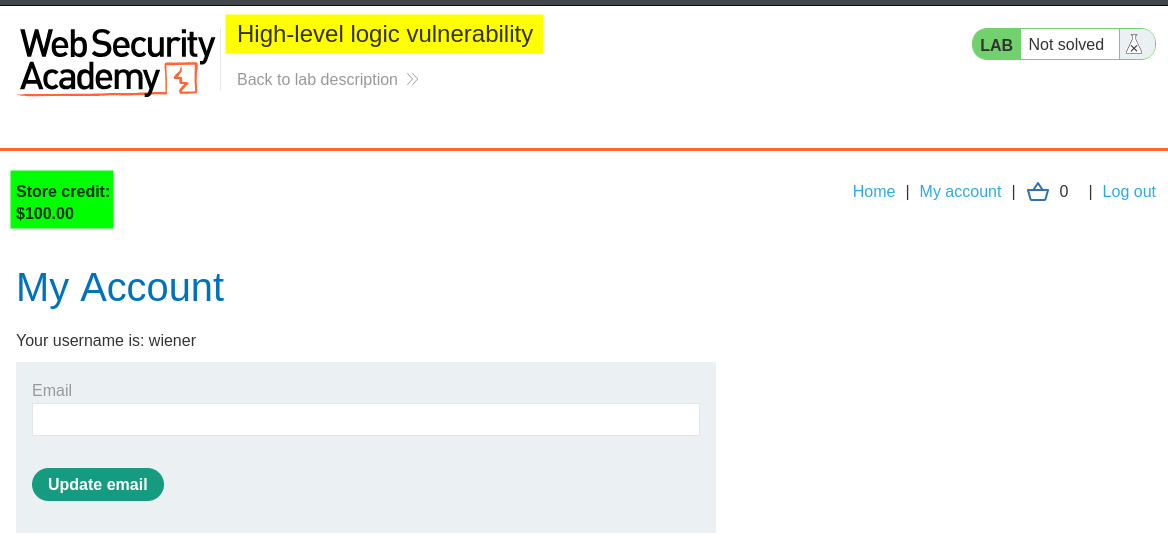 Web Security
Academy
High-level logic vulnerability
Back to lab description
LAB Not solved
Store credit:
$100.00
Home | My account | 0 | Log out
My Account
Your username is: wiener
Email
Update email